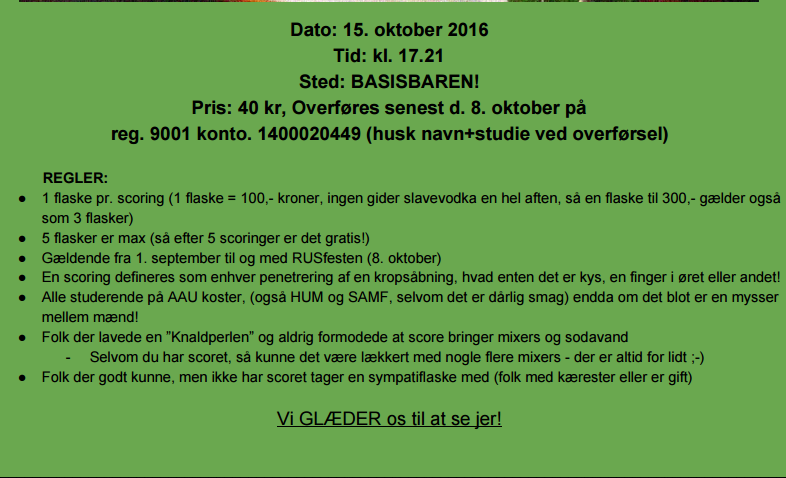 Dato: 15. oktober 2016
Tid: kl. 17.21
Sted: BASISBAREN!
Pris: 40 kr, Overføres senest d. 8. oktober på
reg. 9001 konto. 1400020449 (husk navn+studie ved overførsel)
REGLER:
● 1 flaske pr. scoring (1 flaske = 100,- kroner, ingen gider slavevodka en hel aften, så en flaske til 300,- gælder også
som 3 flasker)
● 5 flasker er max (så efter 5 scoringer er det gratis!)
● Gældende fra 1. september til og med RUSfesten (8. oktober)
● En scoring defineres som enhver penetrering af en kropsåbning, hvad enten det er kys, en finger i øret eller andet!
● Alle studerende på AAU koster, (også HUM og SAMF, selvom det er dårlig smag) endda om det blot er en mysser
mellem mænd!
● Folk der lavede en ”Knaldperlen” og aldrig formodede at score bringer mixers og sodavand
- Selvom du har scoret, så kunne det være lækkert med nogle flere mixers - der er altid for lidt ;-)
● Folk der godt kunne, men ikke har scoret tager en sympatiflaske med (folk med kærester eller er gift)
Vi GLÆDER os til at se jer!